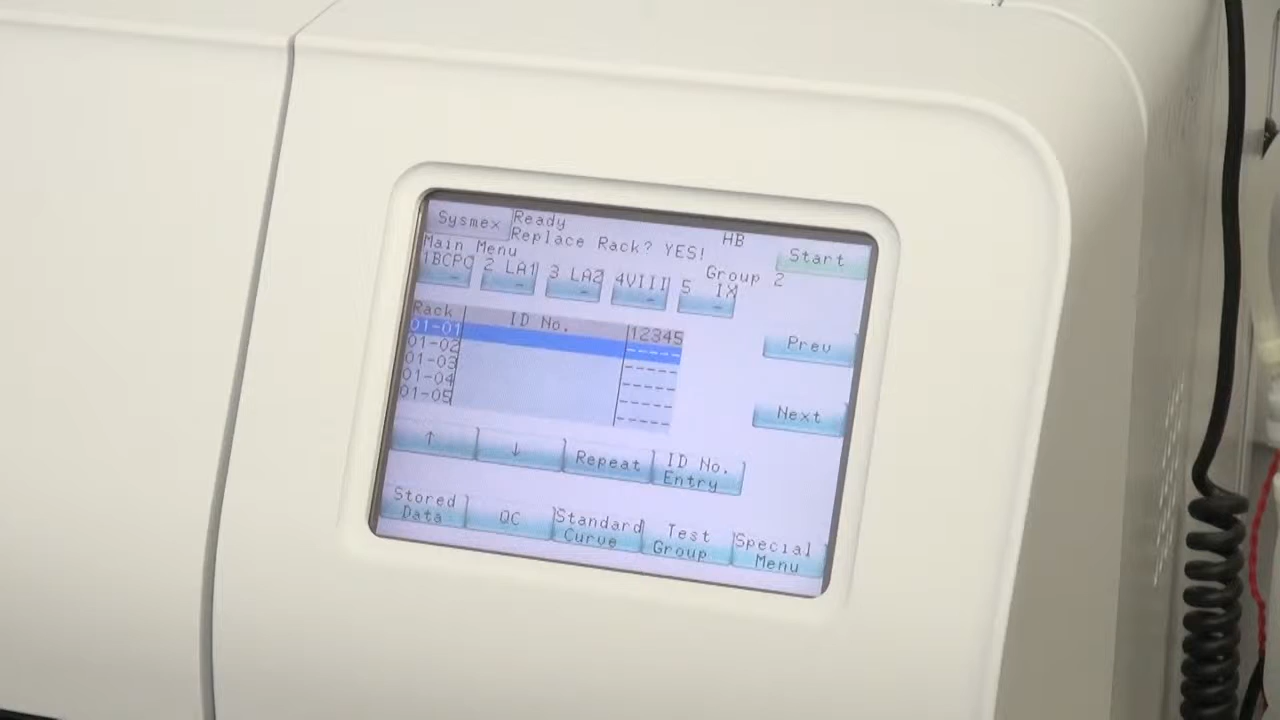 Sysmex Ready HB
Replace Rack? YES! Start
Main Menu Group 2
1BCPC 2 LA1 3 LA2 4VIII 5 IX
Rack ID No. 12345
01-01
01-02
01-03
01-04
01-05
Prev
Next
↑ ↓ Repeat ID No. Entry
Stored Data QC Standard Curve Test Group Special Menu